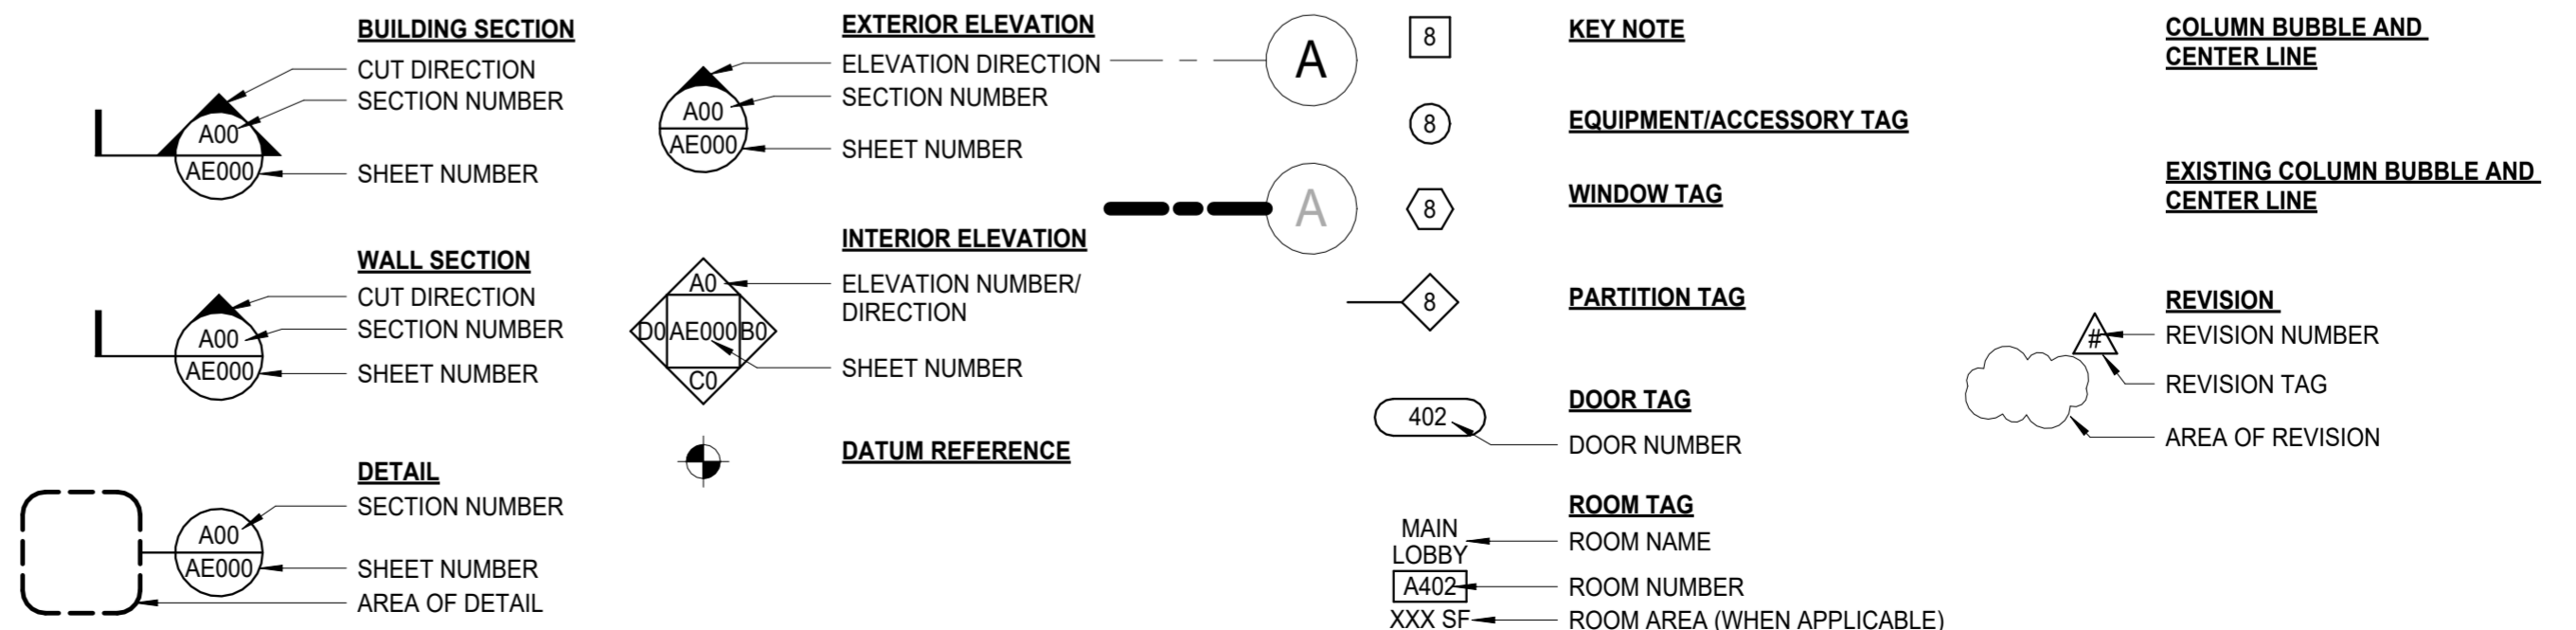 BUILDING SECTION
CUT DIRECTION
SECTION NUMBER
A00
AE000
SHEET NUMBER
WALL SECTION
CUT DIRECTION
SECTION NUMBER
A00
AE000
SHEET NUMBER
DETAIL
SECTION NUMBER
A00
AE000
SHEET NUMBER
AREA OF DETAIL
EXTERIOR ELEVATION
ELEVATION DIRECTION
SECTION NUMBER
A00
AE000
SHEET NUMBER
INTERIOR ELEVATION
A0
ELEVATION NUMBER/
DIRECTION
D0 AE000 B0
SHEET NUMBER
C0
DATUM REFERENCE
A
A
8
KEY NOTE
8
EQUIPMENT/ACCESSORY TAG
8
WINDOW TAG
8
PARTITION TAG
DOOR TAG
402
DOOR NUMBER
ROOM TAG
MAIN
LOBBY
ROOM NAME
A402
ROOM NUMBER
XXX SF
ROOM AREA (WHEN APPLICABLE)
COLUMN BUBBLE AND
CENTER LINE
EXISTING COLUMN BUBBLE AND
CENTER LINE
REVISION
#
REVISION NUMBER
REVISION TAG
AREA OF REVISION